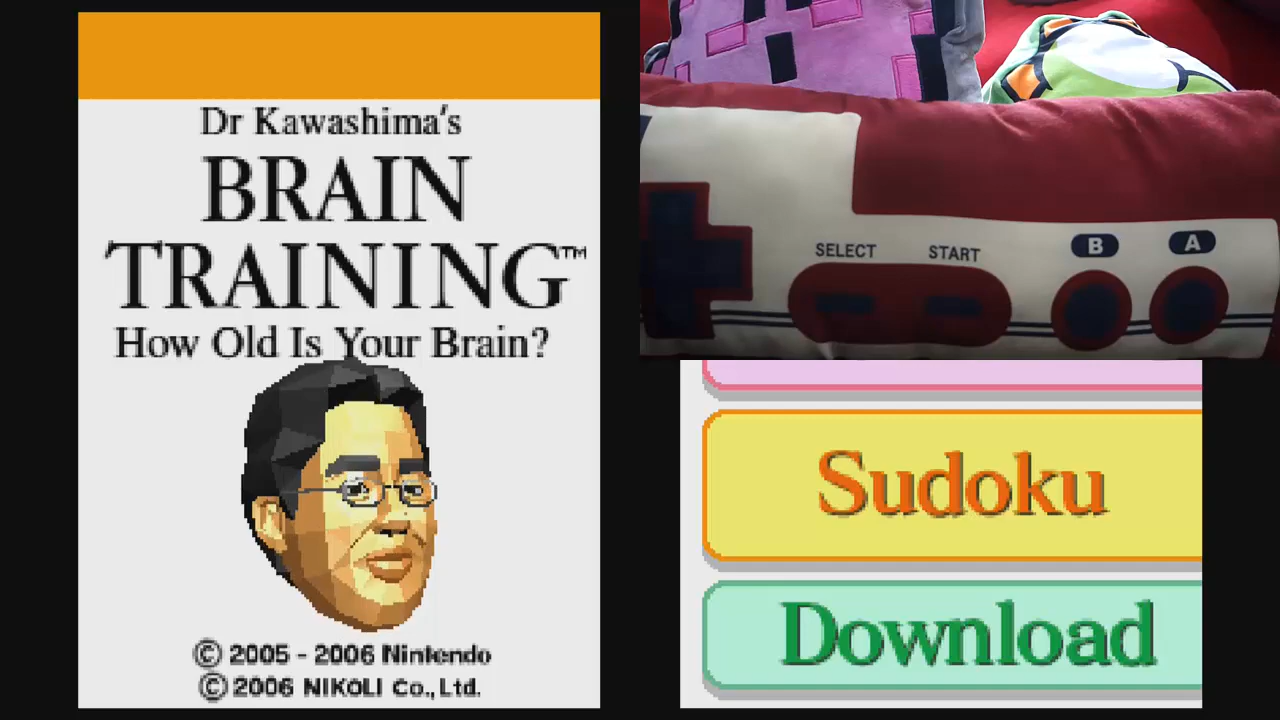 Dr Kawashima's
BRAIN
TRAINING™
How Old Is Your Brain?
© 2005 - 2006 Nintendo
© 2006 NIKOLI Co., Ltd.
SELECT START B A
Sudoku
Download